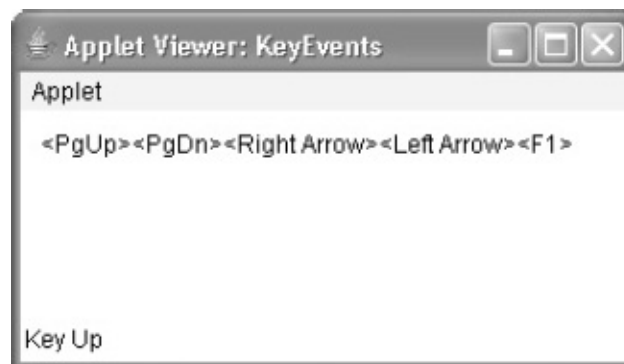 Applet Viewer: KeyEvents
Applet
<PgUp><PgDn><Right Arrow><Left Arrow><F1>
Key Up